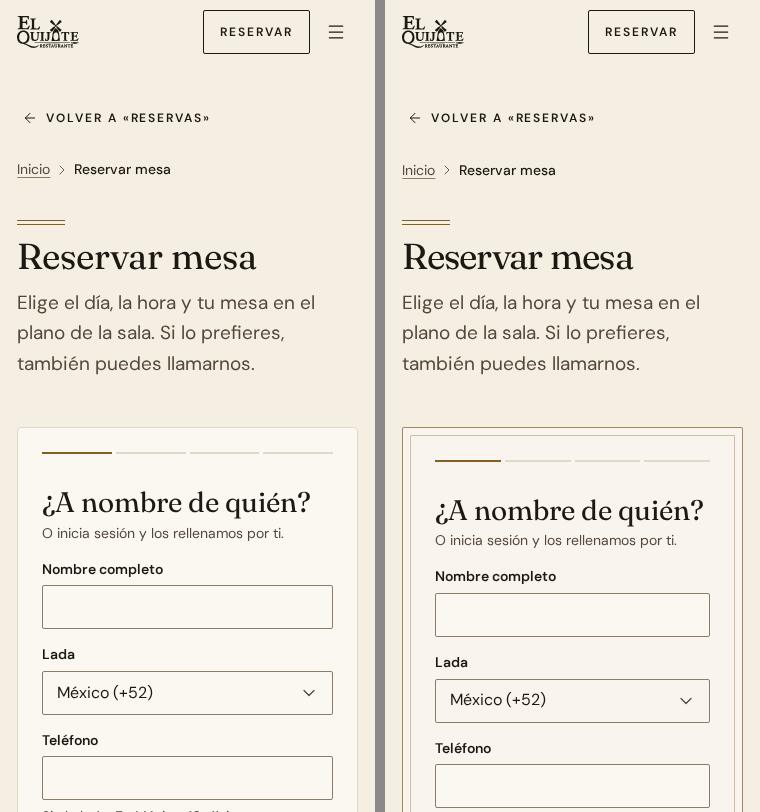 EL
QUIJOTE
RESTAURANTE
RESERVAR
VOLVER A «RESERVAS»
Inicio > Reservar mesa
Reservar mesa
Elige el día, la hora y tu mesa en el
plano de la sala. Si lo prefieres,
también puedes llamarnos.
¿A nombre de quién?
O inicia sesión y los rellenamos por ti.
Nombre completo
Lada
México (+52)
Teléfono
EL
QUIJOTE
RESTAURANTE
RESERVAR
VOLVER A «RESERVAS»
Inicio > Reservar mesa
Reservar mesa
Elige el día, la hora y tu mesa en el
plano de la sala. Si lo prefieres,
también puedes llamarnos.
¿A nombre de quién?
O inicia sesión y los rellenamos por ti.
Nombre completo
Lada
México (+52)
Teléfono